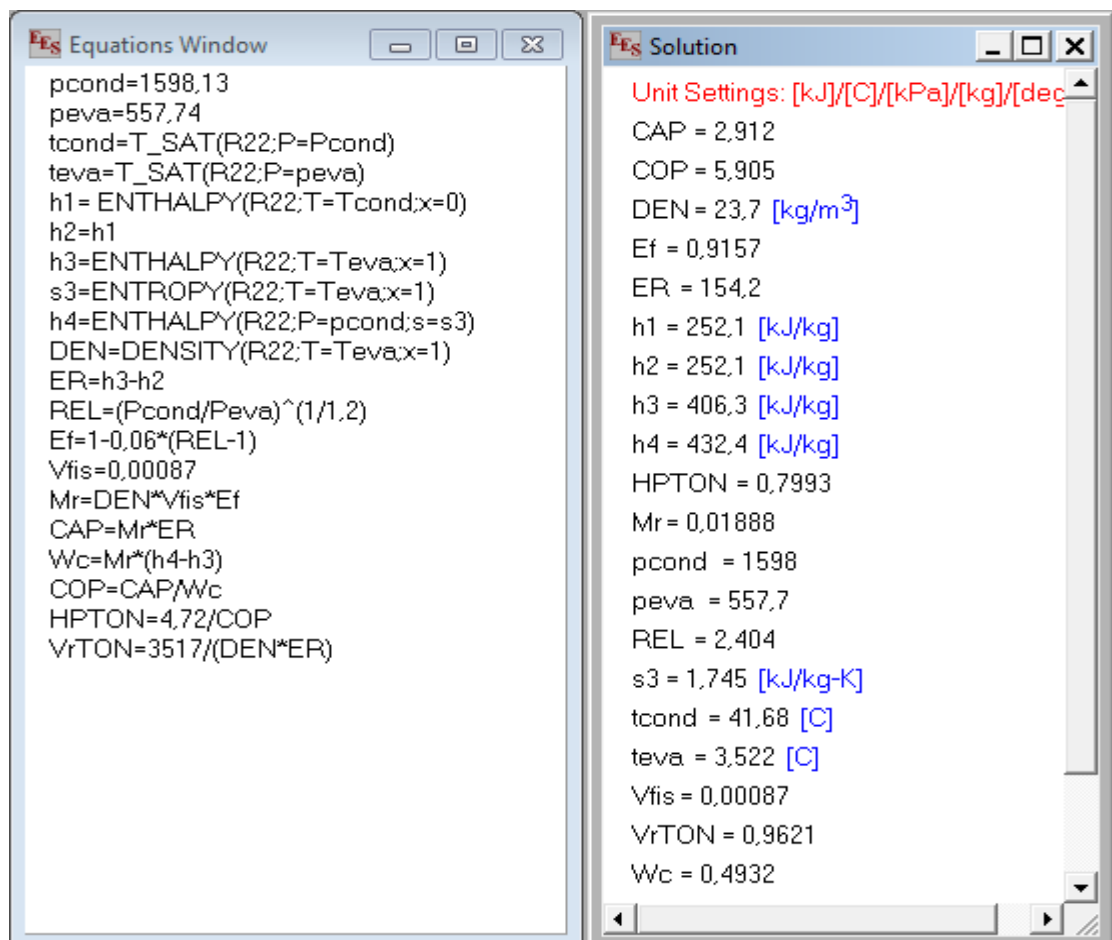 EES Equations Window
pcond=1598,13
peva=557,74
tcond=T_SAT(R22;P=Pcond)
teva=T_SAT(R22;P=peva)
h1= ENTHALPY(R22;T=Tcond;x=0)
h2=h1
h3=ENTHALPY(R22;T=Teva;x=1)
s3=ENTROPY(R22;T=Teva;x=1)
h4=ENTHALPY(R22;P=pcond;s=s3)
DEN=DENSITY(R22;T=Teva;x=1)
ER=h3-h2
REL=(Pcond/Peva)^(1/1,2)
Ef=1-0,06*(REL-1)
Vfis=0,00087
Mr=DEN*Vfis*Ef
CAP=Mr*ER
Wc=Mr*(h4-h3)
COP=CAP/Wc
HPTON=4,72/COP
VrTON=3517/(DEN*ER)
EES Solution
Unit Settings: [kJ]/[C]/[kPa]/[kg]/[deg
CAP = 2,912
COP = 5,905
DEN = 23,7 [kg/m³]
Ef = 0,9157
ER = 154,2
h1 = 252,1 [kJ/kg]
h2 = 252,1 [kJ/kg]
h3 = 406,3 [kJ/kg]
h4 = 432,4 [kJ/kg]
HPTON = 0,7993
Mr = 0,01888
pcond = 1598
peva = 557,7
REL = 2,404
s3 = 1,745 [kJ/kg-K]
tcond = 41,68 [C]
teva = 3,522 [C]
Vfis = 0,00087
VrTON = 0,9621
Wc = 0,4932